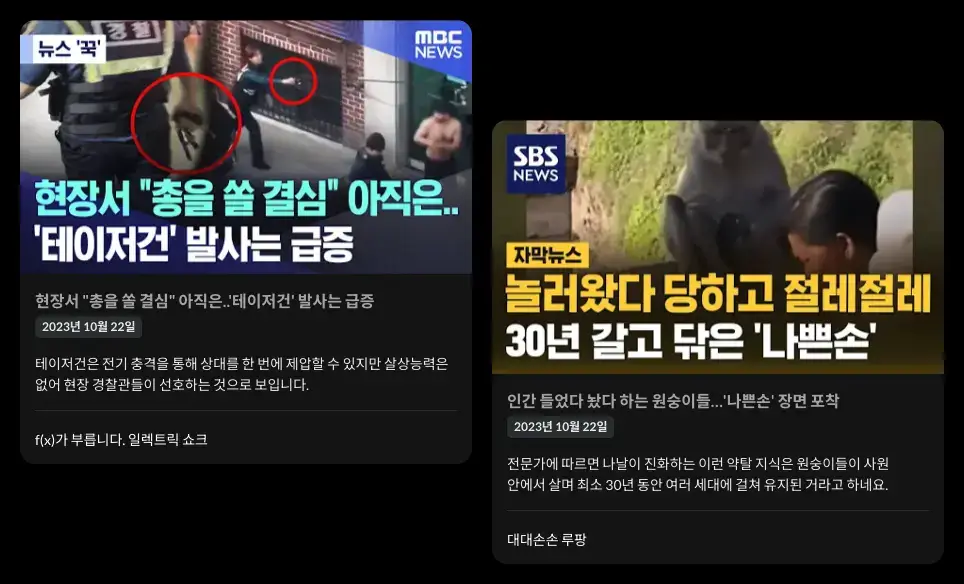 뉴스 '꾹'
경찰
MBC
NEWS
현장서 "총을 쏠 결심" 아직은..
'테이저건' 발사는 급증
현장서 "총을 쏠 결심" 아직은..'테이저건' 발사는 급증
2023년 10월 22일
테이저건은 전기 충격을 통해 상대를 한 번에 제압할 수 있지만 살상능력은
없어 현장 경찰관들이 선호하는 것으로 보입니다.
f(x)가 부릅니다. 일렉트릭 쇼크
SBS
NEWS
자막뉴스
놀러왔다 당하고 절레절레
30년 갈고 닦은 '나쁜손'
인간 들었다 놨다 하는 원숭이들...'나쁜손' 장면 포착
2023년 10월 22일
전문가에 따르면 나날이 진화하는 이런 약탈 지식은 원숭이들이 사원
안에서 살며 최소 30년 동안 여러 세대에 걸쳐 유지된 거라고 하네요.
대대손손 루팡